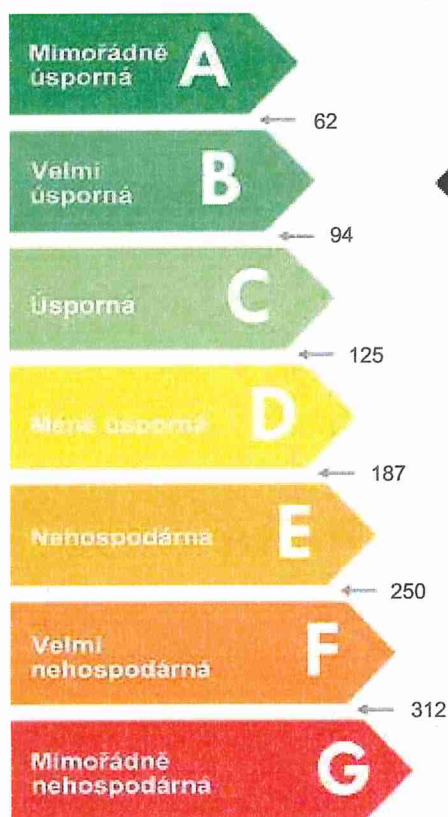 Mimořádně
úsporná
A
62
Velmi
úsporná
B
94
Úsporná
C
125
Méně úsporná
D
187
Nehospodárná
E
250
Velmi
nehospodárná
F
312
Mimořádně
nehospodárná
G